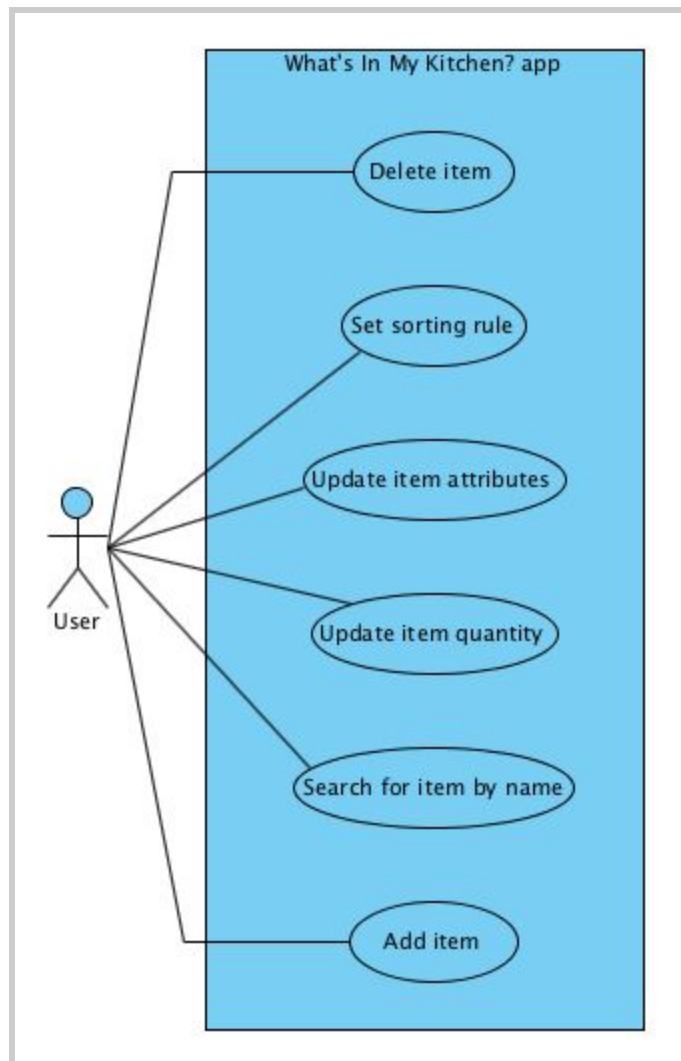 What's In My Kitchen? app
Delete item
Set sorting rule
Update item attributes
User
Update item quantity
Search for item by name
Add item